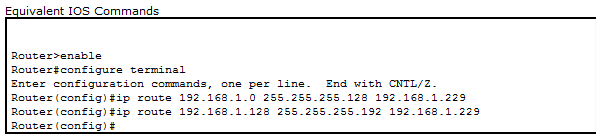 Equivalent IOS Commands
Router>enable
Router#configure terminal
Enter configuration commands, one per line.  End with CNTL/Z.
Router(config)#ip route 192.168.1.0 255.255.255.128 192.168.1.229
Router(config)#ip route 192.168.1.128 255.255.255.192 192.168.1.229
Router(config)#